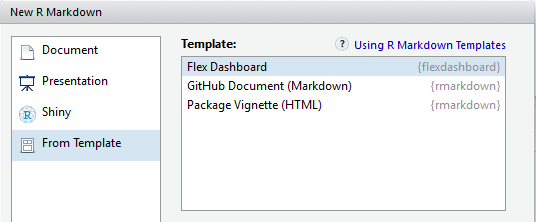 New R Markdown
Document
Presentation
Shiny
From Template
Template:
? Using R Markdown Templates
Flex Dashboard {flexdashboard}
GitHub Document (Markdown) {rmarkdown}
Package Vignette (HTML) {rmarkdown}
R